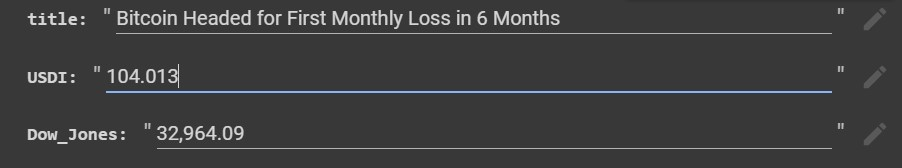 title: " Bitcoin Headed for First Monthly Loss in 6 Months "
USDI: " 104.013 "
Dow_Jones: " 32,964.09 "